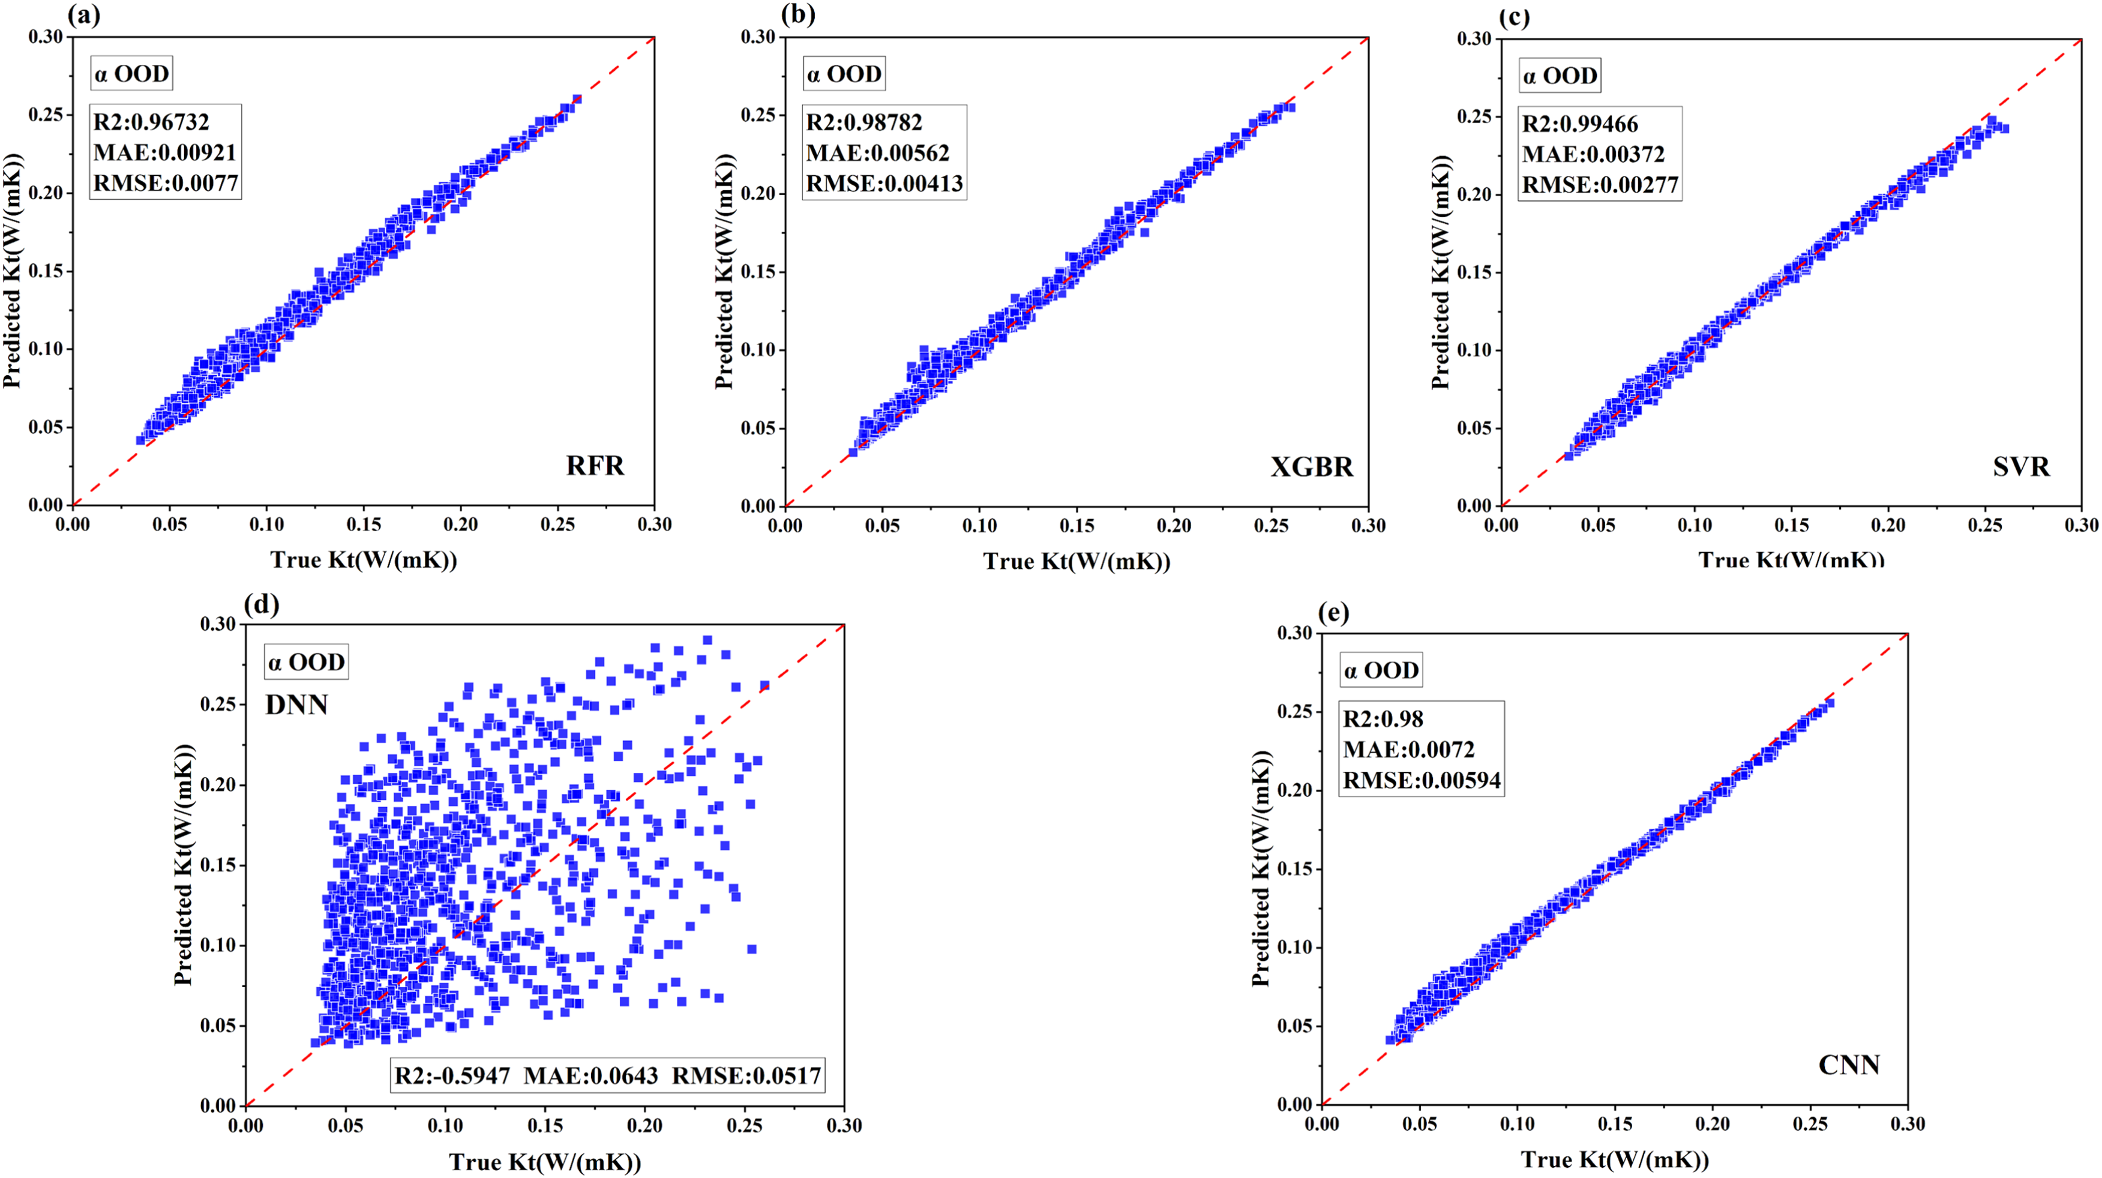 (a)
0.30
0.25
0.20
0.15
0.10
0.05
0.00
Predicted Kt(W/(mK))
α OOD
R2:0.96732
MAE:0.00921
RMSE:0.0077
RFR
0.00 0.05 0.10 0.15 0.20 0.25 0.30
True Kt(W/(mK))
(b)
0.30
0.25
0.20
0.15
0.10
0.05
0.00
Predicted Kt(W/(mK))
α OOD
R2:0.98782
MAE:0.00562
RMSE:0.00413
XGBR
0.00 0.05 0.10 0.15 0.20 0.25 0.30
True Kt(W/(mK))
(c)
0.30
0.25
0.20
0.15
0.10
0.05
0.00
Predicted Kt(W/(mK))
α OOD
R2:0.99466
MAE:0.00372
RMSE:0.00277
SVR
0.00 0.05 0.10 0.15 0.20 0.25 0.30
True Kt(W/(mK))
(d)
0.30
0.25
0.20
0.15
0.10
0.05
0.00
Predicted Kt(W/(mK))
α OOD
DNN
R2:-0.5947 MAE:0.0643 RMSE:0.0517
0.00 0.05 0.10 0.15 0.20 0.25 0.30
True Kt(W/(mK))
(e)
0.30
0.25
0.20
0.15
0.10
0.05
0.00
Predicted Kt(W/(mK))
α OOD
R2:0.98
MAE:0.0072
RMSE:0.00594
CNN
0.00 0.05 0.10 0.15 0.20 0.25 0.30
True Kt(W/(mK))